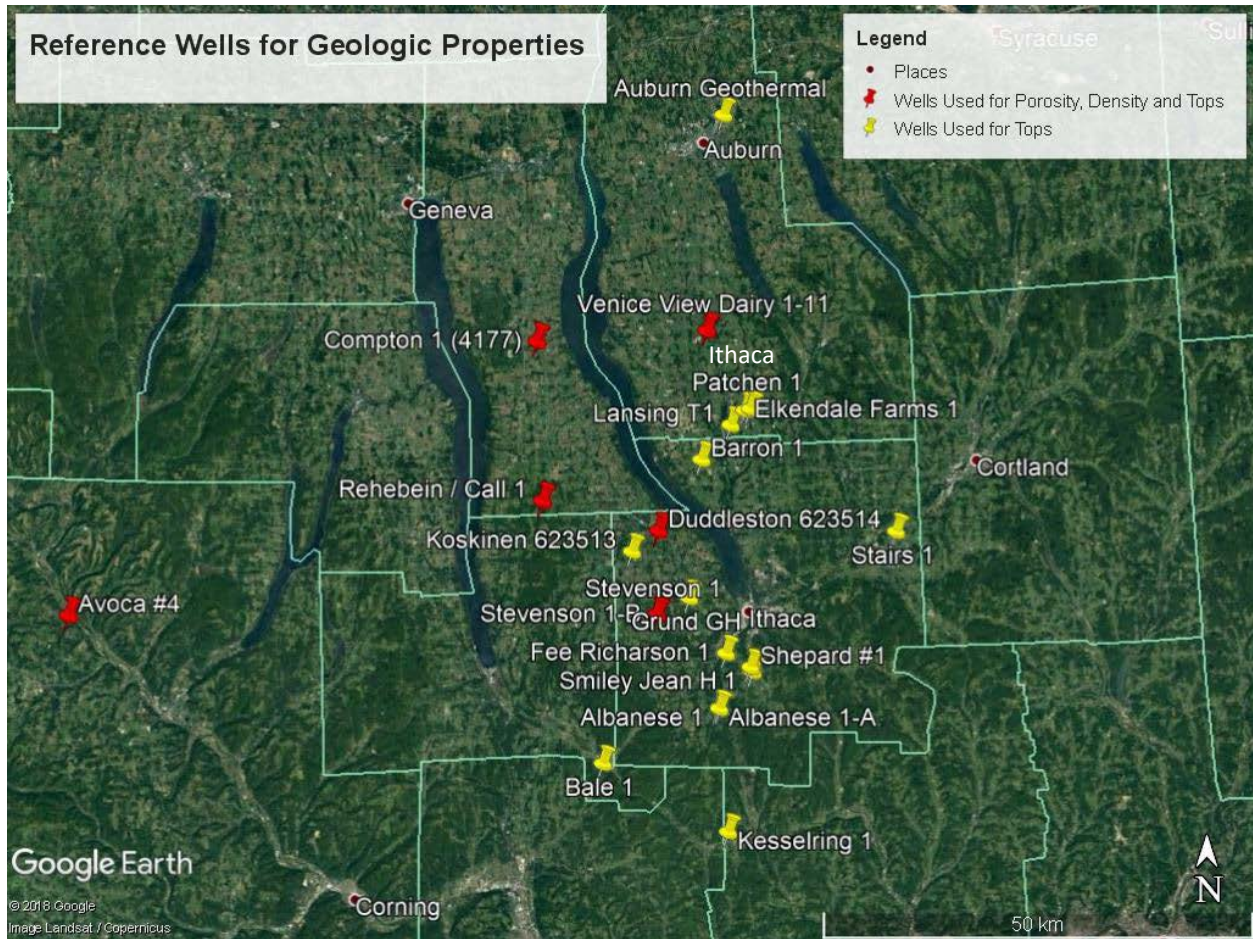 Reference Wells for Geologic Properties
Legend
Places
Wells Used for Porosity, Density and Tops
Wells Used for Tops
Syracuse
Auburn Geothermal
Auburn
Geneva
Venice View Dairy 1-11
Compton 1 (4177)
Ithaca
Patchen 1
Lansing T1
Elkendale Farms 1
Barron 1
Cortland
Rehebein / Call 1
Duddleston 623514
Koskinen 623513
Stairs 1
Stevenson 1
Avoca #4
Stevenson 1-B
Grund GH
Ithaca
Fee Richarson 1
Shepard #1
Smiley Jean H 1
Albanese 1
Albanese 1-A
Bale 1
Kesselring 1
Google Earth
N
© 2018 Google
Image Landsat / Copernicus
Corning
50 km